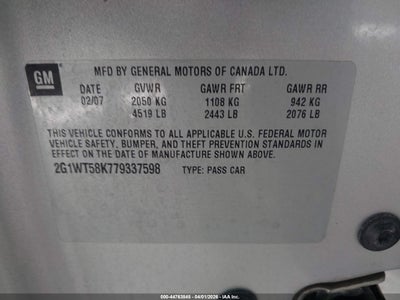 GM
MFD BY GENERAL MOTORS OF CANADA LTD.
DATE GVWR GAWR FRT GAWR RR
02/07 2050 KG 1108 KG 942 KG
4519 LB 2443 LB 2076 LB
THIS VEHICLE CONFORMS TO ALL APPLICABLE U.S. FEDERAL MOTOR
VEHICLE SAFETY, BUMPER, AND THEFT PREVENTION STANDARDS
IN EFFECT ON THE DATE OF MANUFACTURE SHOWN ABOVE.
2G1WT58K779337598 TYPE: PASS CAR
000-44763845 - 04/01/2026 - IAAI.COM